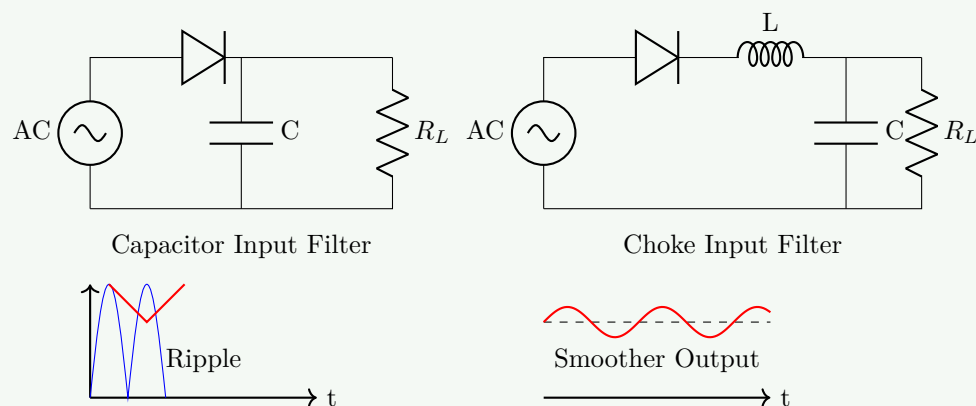 L
AC
C
R_L
AC
C
R_L
Capacitor Input Filter
Choke Input Filter
Ripple
Smoother Output
t
t